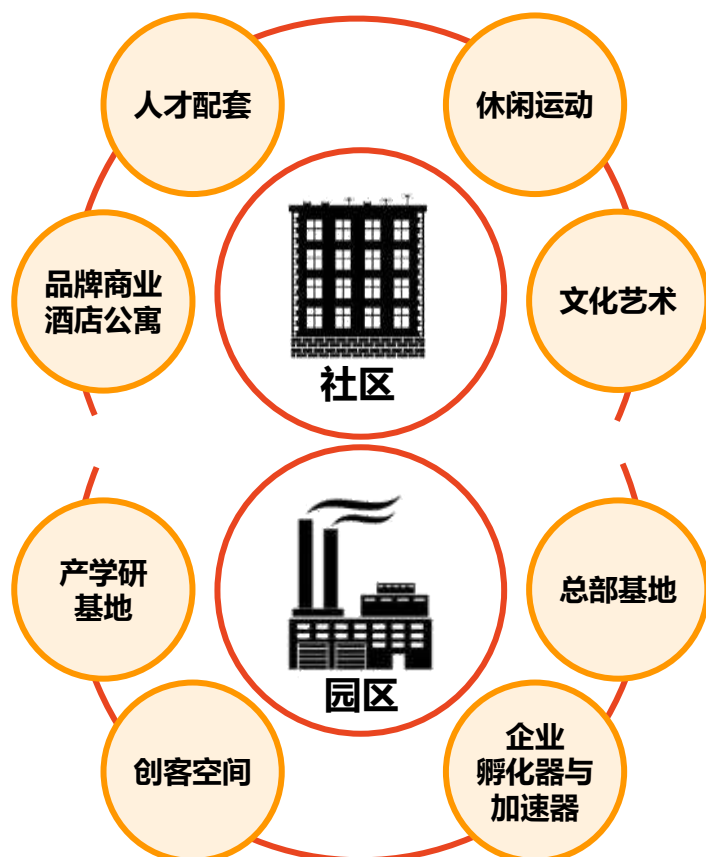 人才配套
休闲运动
品牌商业
酒店公寓
文化艺术
社区
产学研
基地
总部基地
园区
创客空间
企业
孵化器与
加速器